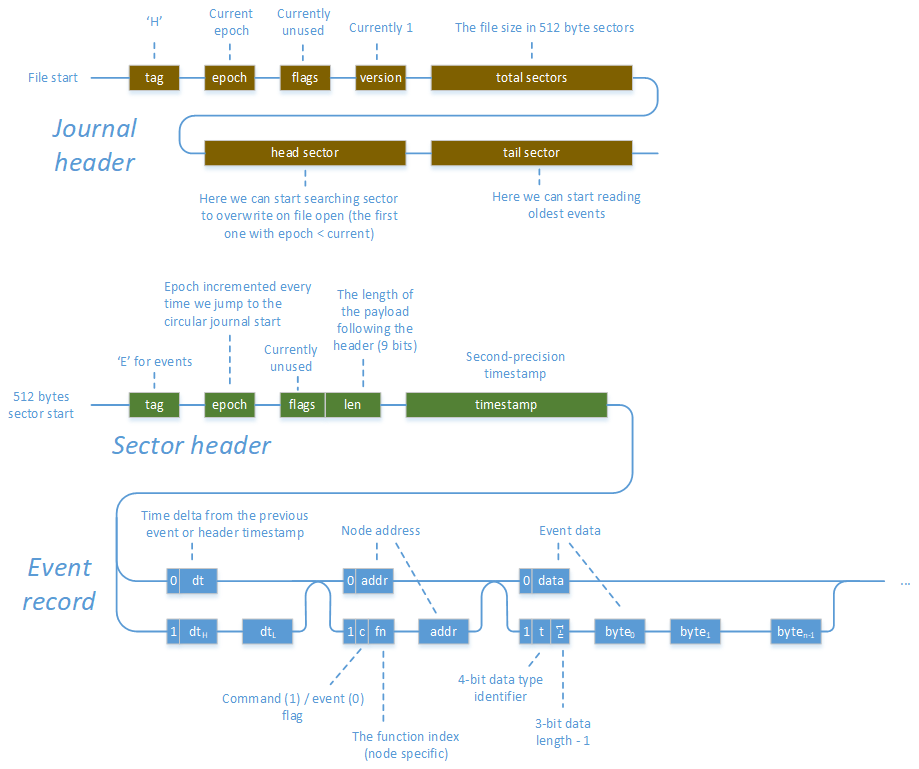 ‘H’
Current
epoch
Currently
unused
Currently 1
The file size in 512 byte sectors
File start
tag
epoch
flags
version
total sectors
Journal
header
head sector
tail sector
Here we can start searching sector
to overwrite on file open (the first
one with epoch < current)
Here we can start reading
oldest events
Epoch incremented every
time we jump to the
circular journal start
The length of
the payload
following the
header (9 bits)
‘E’ for events
Currently
unused
Second-precision
timestamp
512 bytes
sector start
tag
epoch
flags
len
timestamp
Sector header
Time delta from the previous
event or header timestamp
Node address
Event data
Event
record
0 dt
0 addr
0 data
...
1 dtH
dtL
1 c fn
addr
1 t n-1
byte0
byte1
byten-1
4-bit data type
identifier
Command (1) / event (0)
flag
3-bit data
length - 1
The function index
(node specific)